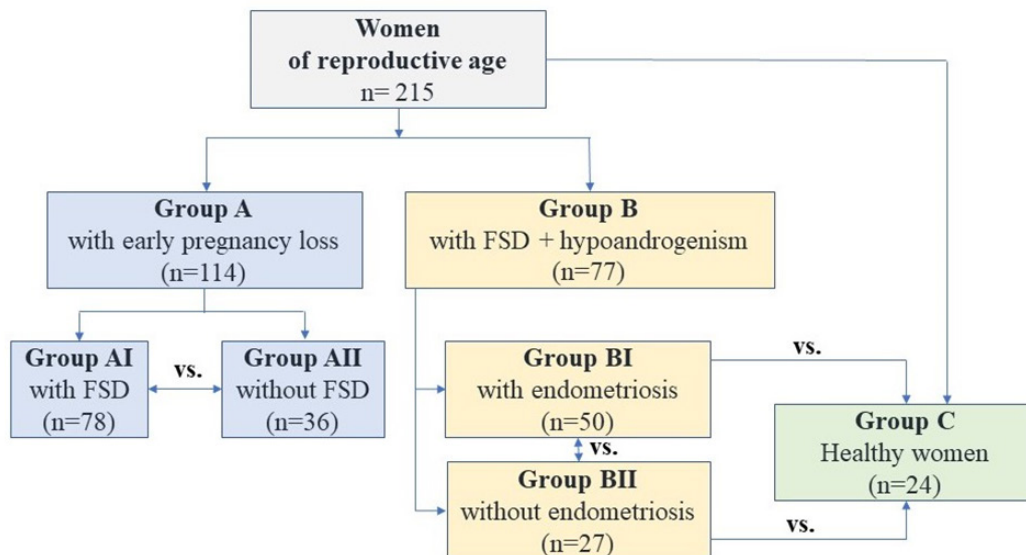 Women
of reproductive age
n= 215
Group A
with early pregnancy loss
(n=114)
Group B
with FSD + hypoandrogenism
(n=77)
Group AI
with FSD
(n=78)
vs.
Group AII
without FSD
(n=36)
Group BI
with endometriosis
(n=50)
vs.
vs.
Group BII
without endometriosis
(n=27)
vs.
Group C
Healthy women
(n=24)